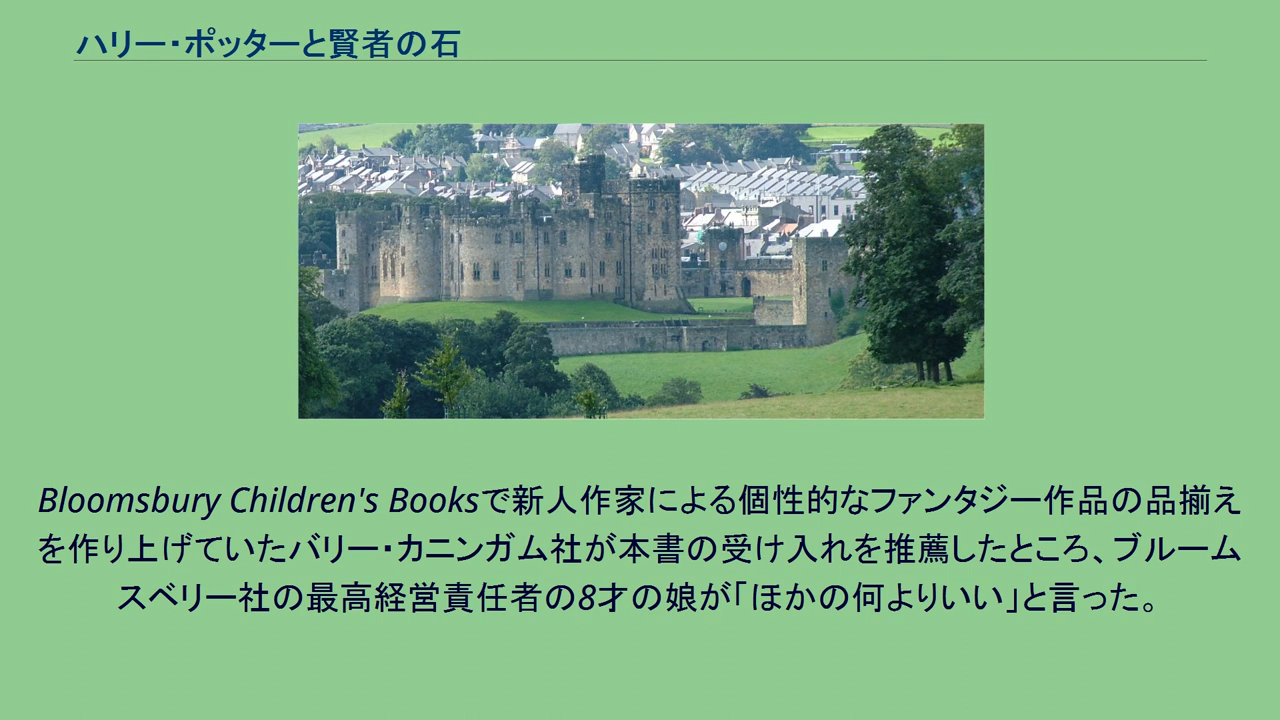 ハリー・ポッターと賢者の石
Bloomsbury Children's Booksで新人作家による個性的なファンタジー作品の品揃え
を作り上げていたバリー・カニンガム社が本書の受け入れを推薦したところ、ブルーム
スベリー社の最高経営責任者の8才の娘が「ほかの何よりいい」と言った。